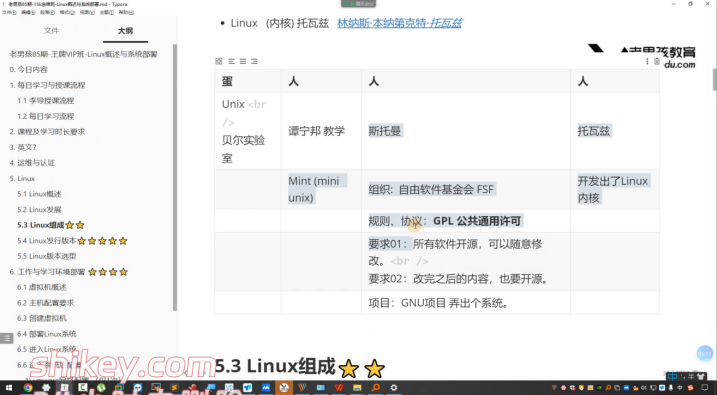 老男孩85期-王牌VIP班-Linux概述与系统部署.md - Typora
文件(F) 编辑(E) 段落(P) 格式(O) 视图(V) 主题(T) 帮助(H)
文件 大纲
老男孩85期-王牌VIP班-Linux概述与系统部署
0. 今日内容
1. 每日学习与授课流程
1.1 李导授课流程
1.2 每日学习流程
2. 课程及学习时长要求
3. 英文?
4. 运维与认证
5. Linux
5.1 Linux概述
5.2 Linux发展
5.3 Linux组成⭐⭐
5.4 Linux发行版本⭐⭐⭐⭐⭐
5.5 Linux版本选型
6. 工作与学习环境部署 ⭐⭐⭐⭐
6.1 虚拟机概述
6.2 主机配置要求
6.3 创建虚拟机
6.4 部署Linux系统
6.5 进入Linux系统
Linux (内核) 托瓦兹 林纳斯·本纳第克特·托瓦兹
老男孩教育
du.com
蛋 人 人 人
Unix <br
/>
贝尔实验
室
谭宁邦 教学
斯托曼
托瓦兹
Mint (mini
unix)
组织:自由软件基金会 FSF
开发出了Linux
内核
规则、协议:GPL 公共通用许可
要求01:所有软件开源,可以随意修
改。<br />
要求02:改完之后的内容,也要开源。
项目:GNU项目 弄出个系统。
5.3 Linux组成⭐⭐
shikey.com